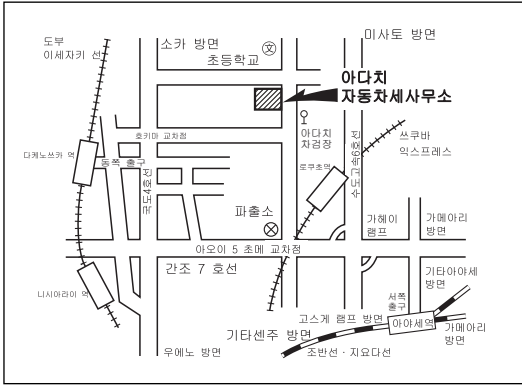 도부
이세자키 선
소카 방면
초등학교
文
미사토 방면
아다치
자동차세사무소
호키마 교차점
아다치
차검장
쓰쿠바
익스프레스
다케노쓰카 역
동쪽 출구
국도4호선
로쿠초역
수도고속6호선
파출소
가헤이
램프
가메아리
방면
아오이 5 초메 교차점
간조 7 호선
기타아야세
방면
니시아라이 역
서쪽
출구
고스게 램프 방면
아야세역
가메아리
방면
기타센주 방면
우에노 방면
조반선 · 지요다선